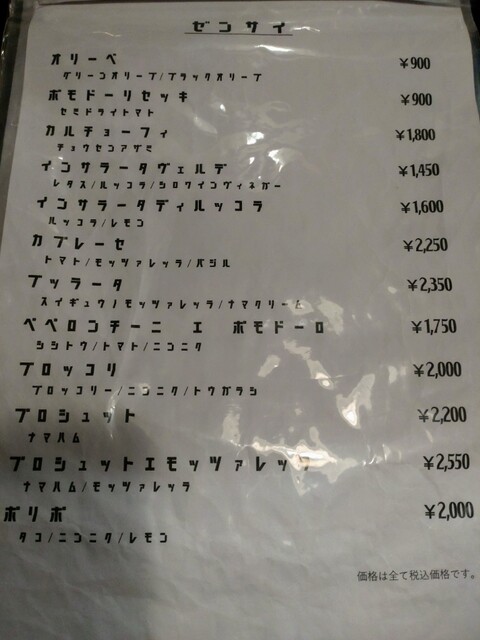 ゼンサイ
オリーベ ¥900
グリーンオリーブ/ブラックオリーブ
ポモドーリセッキ ¥900
セミドライトマト
カルチョーフィ ¥1,800
チョウセンアザミ
インサラータヴェルデ ¥1,450
レタス/ルッコラ/シロワインヴィネガー
インサラータディルッコラ ¥1,600
ルッコラ/レモン
カプレーゼ ¥2,250
トマト/モッツァレッラ/バジル
ブッラータ ¥2,350
スイギュウノモッツァレッラ/ナマクリーム
ペペロンチーニ エ ポモドーロ ¥1,750
シシトウ/トマト/ニンニク
ブロッコリ ¥2,000
ブロッコリー/ニンニク/トウガラシ
プロシュット ¥2,200
ナマハム
プロシュットエモッツァレッラ ¥2,550
ナマハム/モッツァレッラ
ポリポ ¥2,000
タコ/ニンニク/レモン
価格は全て税込価格です。